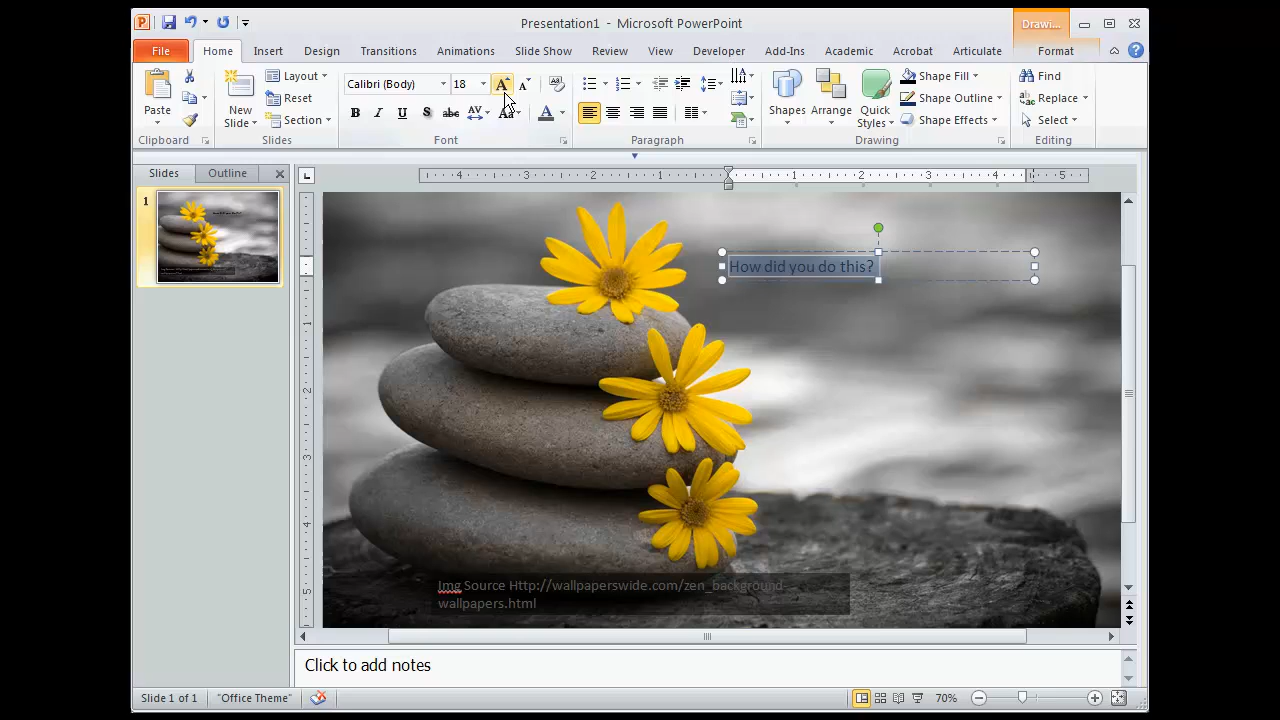 Presentation1 - Microsoft PowerPoint
Drawi...
File
Home
Insert
Design
Transitions
Animations
Slide Show
Review
View
Developer
Add-Ins
Acrobat
Articulate
Format
Paste
Clipboard
New
Slide
Layout
Reset
Section
Slides
Calibri (Body)
18
Font
Paragraph
Shapes
Arrange
Quick
Styles
Shape Fill
Shape Outline
Shape Effects
Drawing
Find
Replace
Select
Editing
Slides
Outline
1
How did you do this?
Img Source Http://wallpaperswide.com/zen_background-
wallpapers.html
Click to add notes
Slide 1 of 1
"Office Theme"
70%